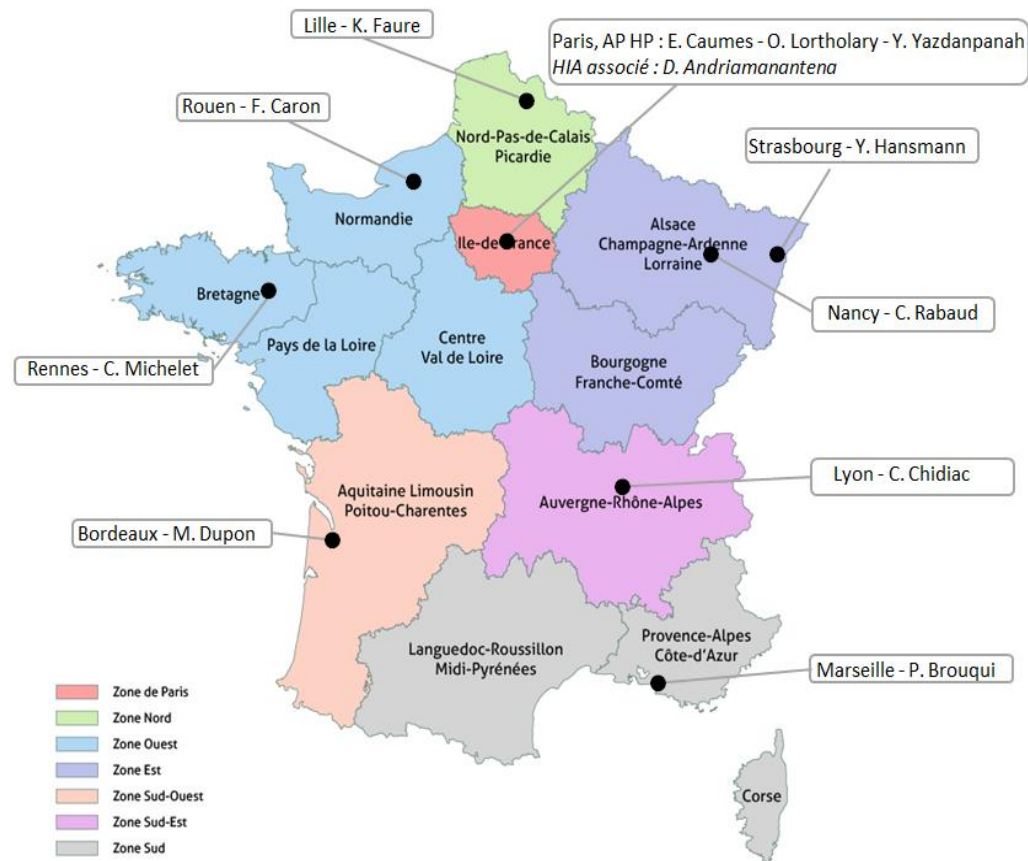 Lille - K. Faure
Paris, AP HP : E. Caumes - O. Lortholary - Y. Yazdanpanah
HIA associé : D. Andriamanantena
Rouen - F. Caron
Nord-Pas-de-Calais
Picardie
Strasbourg - Y. Hansmann
Normandie
Ile-de-France
Alsace
Champagne-Ardenne
Lorraine
Bretagne
Nancy - C. Rabaud
Pays de la Loire
Centre
Val de Loire
Bourgogne
Franche-Comté
Rennes - C. Michelet
Lyon - C. Chidiac
Aquitaine Limousin
Poitou-Charentes
Auvergne-Rhône-Alpes
Bordeaux - M. Dupon
Languedoc-Roussillon
Midi-Pyrénées
Provence-Alpes
Côte-d'Azur
Marseille - P. Brouqui
Zone de Paris
Zone Nord
Zone Ouest
Zone Est
Zone Sud-Ouest
Zone Sud-Est
Zone Sud
Corse